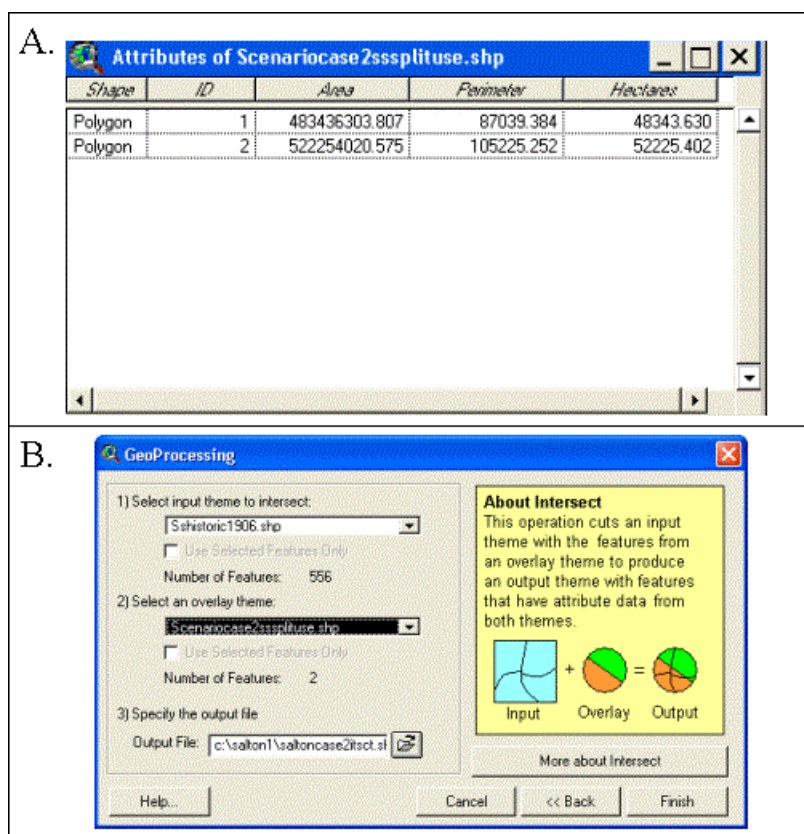 A.
Attributes of Scenariocase2sssplituse.shp
Shape ID Area Perimeter Hectares
Polygon 1 483436303.807 87039.384 48343.630
Polygon 2 522254020.575 105225.252 52225.402
B.
GeoProcessing
1) Select input theme to intersect:
Sshistoric1906.shp
Use Selected Features Only
Number of Features: 556
2) Select an overlay theme:
Scenariocase2sssplituse.shp
Use Selected Features Only
Number of Features: 2
3) Specify the output file
Output File: c:\salton1\saltoncase2itsct.sl
About Intersect
This operation cuts an input
theme with the features from
an overlay theme to produce
an output theme with features
that have attribute data from
both themes.
+ =
Input Overlay Output
More about Intersect
Help... Cancel << Back Finish